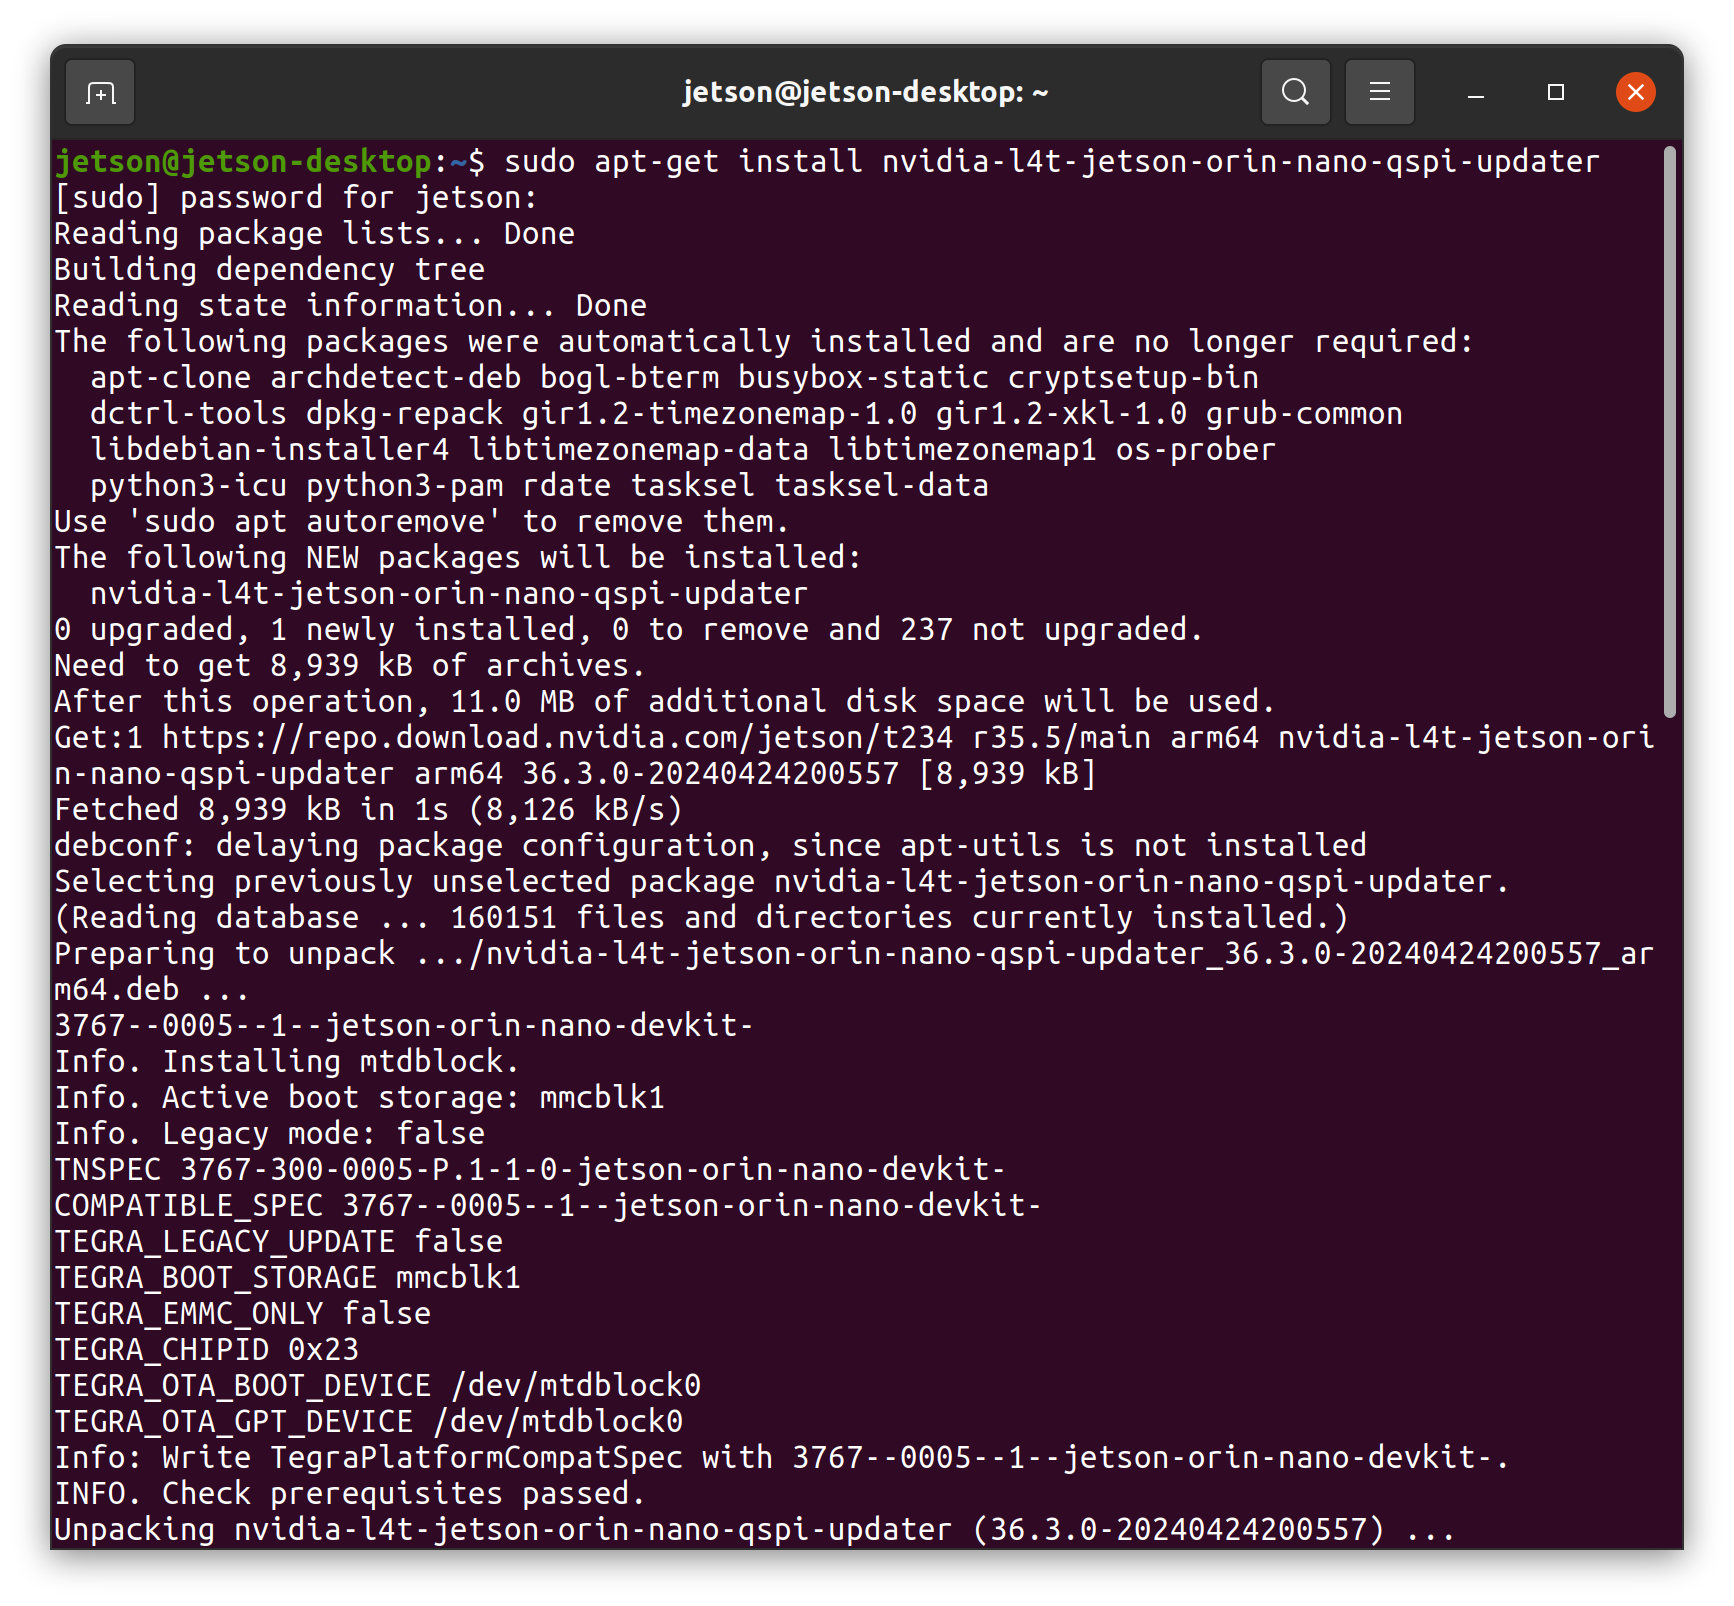 jetson@jetson-desktop: ~
jetson@jetson-desktop:~$ sudo apt-get install nvidia-l4t-jetson-orin-nano-qspi-updater
[sudo] password for jetson:
Reading package lists... Done
Building dependency tree
Reading state information... Done
The following packages were automatically installed and are no longer required:
  apt-clone archdetect-deb bogl-bterm busybox-static cryptsetup-bin
  dctrl-tools dpkg-repack gir1.2-timezonemap-1.0 gir1.2-xkl-1.0 grub-common
  libdebian-installer4 libtimezonemap-data libtimezonemap1 os-prober
  python3-icu python3-pam rdate tasksel tasksel-data
Use 'sudo apt autoremove' to remove them.
The following NEW packages will be installed:
  nvidia-l4t-jetson-orin-nano-qspi-updater
0 upgraded, 1 newly installed, 0 to remove and 237 not upgraded.
Need to get 8,939 kB of archives.
After this operation, 11.0 MB of additional disk space will be used.
Get:1 https://repo.download.nvidia.com/jetson/t234 r35.5/main arm64 nvidia-l4t-jetson-ori
n-nano-qspi-updater arm64 36.3.0-20240424200557 [8,939 kB]
Fetched 8,939 kB in 1s (8,126 kB/s)
debconf: delaying package configuration, since apt-utils is not installed
Selecting previously unselected package nvidia-l4t-jetson-orin-nano-qspi-updater.
(Reading database ... 160151 files and directories currently installed.)
Preparing to unpack .../nvidia-l4t-jetson-orin-nano-qspi-updater_36.3.0-20240424200557_ar
m64.deb ...
3767--0005--1--jetson-orin-nano-devkit-
Info. Installing mtdblock.
Info. Active boot storage: mmcblk1
Info. Legacy mode: false
TNSPEC 3767-300-0005-P.1-1-0-jetson-orin-nano-devkit-
COMPATIBLE_SPEC 3767--0005--1--jetson-orin-nano-devkit-
TEGRA_LEGACY_UPDATE false
TEGRA_BOOT_STORAGE mmcblk1
TEGRA_EMMC_ONLY false
TEGRA_CHIPID 0x23
TEGRA_OTA_BOOT_DEVICE /dev/mtdblock0
TEGRA_OTA_GPT_DEVICE /dev/mtdblock0
Info: Write TegraPlatformCompatSpec with 3767--0005--1--jetson-orin-nano-devkit-.
INFO. Check prerequisites passed.
Unpacking nvidia-l4t-jetson-orin-nano-qspi-updater (36.3.0-20240424200557) ...